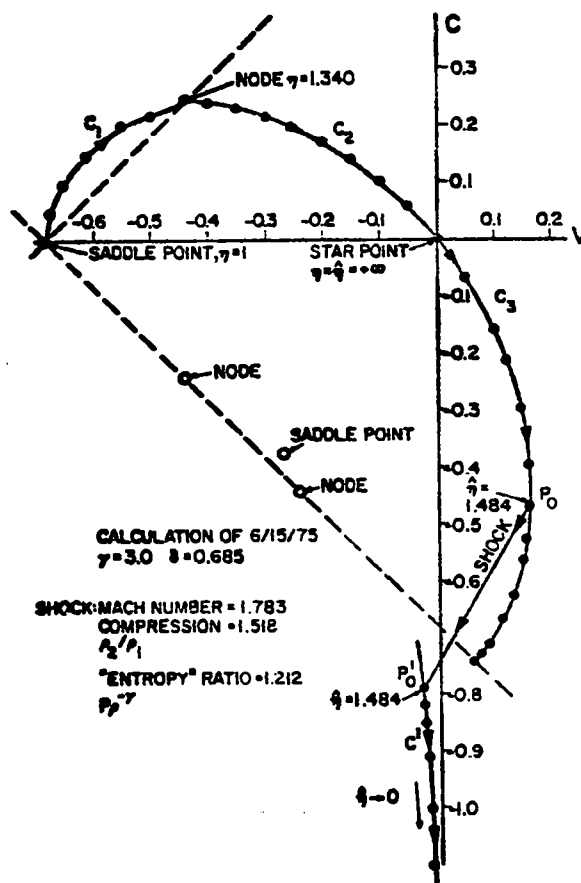 C
0.3
NODE η=1.340
C₁
0.2
C₂
0.1
-0.6
-0.5
-0.4
-0.3
-0.2
-0.1
0.1
0.2
V
SADDLE POINT, η=1
STAR POINT
η=η̂=+∞
-0.1
C₃
-0.2
NODE
-0.3
SADDLE POINT
-0.4
NODE
η̂=
1.484
P₀
-0.5
SHOCK
CALCULATION OF 6/15/75
γ=3.0 δ=0.685
-0.6
SHOCK: MACH NUMBER = 1.783
COMPRESSION = 1.518
ρ₂/ρ₁
"ENTROPY" RATIO = 1.212
Pρ^-γ
P₀'
-0.8
η̂=1.484
C'
-0.9
η̂→0
-1.0